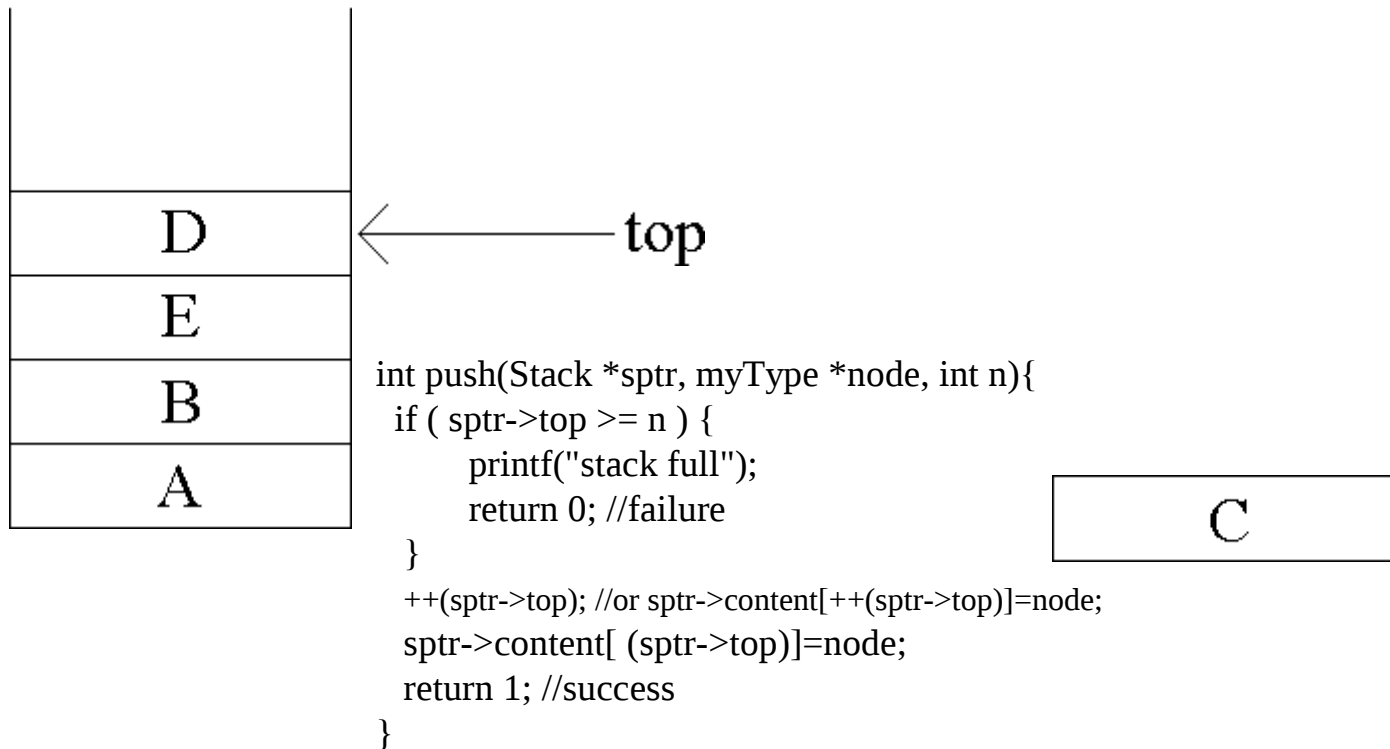 D
top
E
B
A
int push(Stack *sptr, myType *node, int n){
if ( sptr->top >= n ) {
printf("stack full");
return 0; //failure
}
++(sptr->top); //or sptr->content[++(sptr->top)]=node;
sptr->content[ (sptr->top)]=node;
return 1; //success
}
C